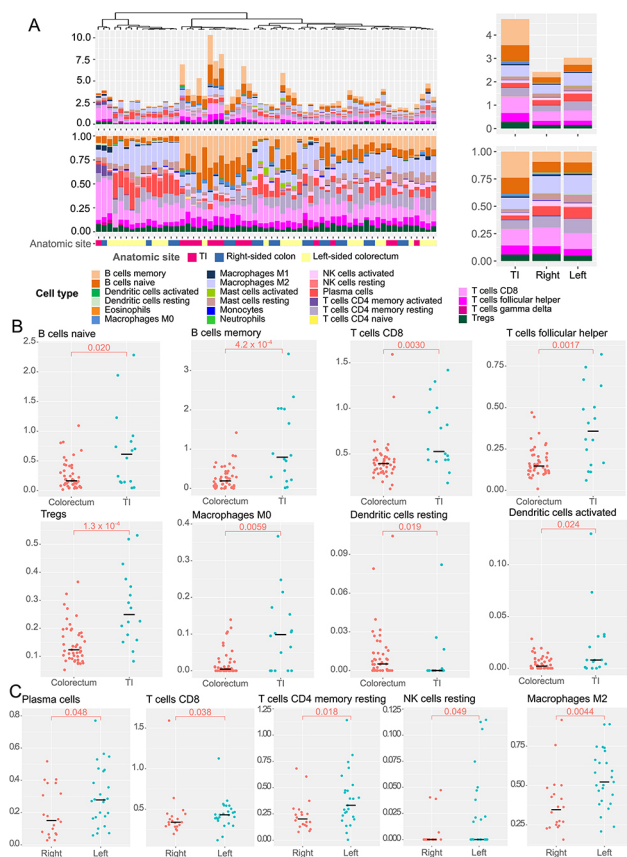 A
10.0
7.5
5.0
2.5
0.0
1.00
0.75
0.50
0.25
0.00
Anatomic site
4
3
2
1
0
1.00
0.75
0.50
0.25
0.00
TI Right Left
Anatomic site TI Right-sided colon Left-sided colorectum
Cell type
B cells memory
B cells naive
Dendritic cells activated
Dendritic cells resting
Eosinophils
Macrophages M0
Macrophages M1
Macrophages M2
Mast cells activated
Mast cells resting
Monocytes
Neutrophils
NK cells activated
NK cells resting
Plasma cells
T cells CD4 memory activated
T cells CD4 memory resting
T cells CD4 naive
T cells CD8
T cells follicular helper
T cells gamma delta
Tregs
B
B cells naive
0.020
2.5
2.0
1.5
1.0
0.5
0.0
Colorectum TI
B cells memory
4.2 x 10⁻⁴
3
2
1
0
Colorectum TI
T cells CD8
0.0030
1.5
1.0
0.5
Colorectum TI
T cells follicular helper
0.0017
0.75
0.50
0.25
0.00
Colorectum TI
Tregs
1.3 x 10⁻⁴
0.5
0.4
0.3
0.2
0.1
Colorectum TI
Macrophages M0
0.0059
0.4
0.3
0.2
0.1
0.0
Colorectum TI
Dendritic cells resting
0.019
0.09
0.06
0.03
0.00
Colorectum TI
Dendritic cells activated
0.024
0.10
0.05
0.00
Colorectum TI
C
Plasma cells
0.048
0.8
0.6
0.4
0.2
0.0
Right Left
T cells CD8
0.038
1.5
1.0
0.5
Right Left
T cells CD4 memory resting
0.018
1.25
1.00
0.75
0.50
0.25
0.00
Right Left
NK cells resting
0.049
0.125
0.100
0.075
0.050
0.025
0.000
Right Left
Macrophages M2
0.0044
0.75
0.50
0.25
Right Left